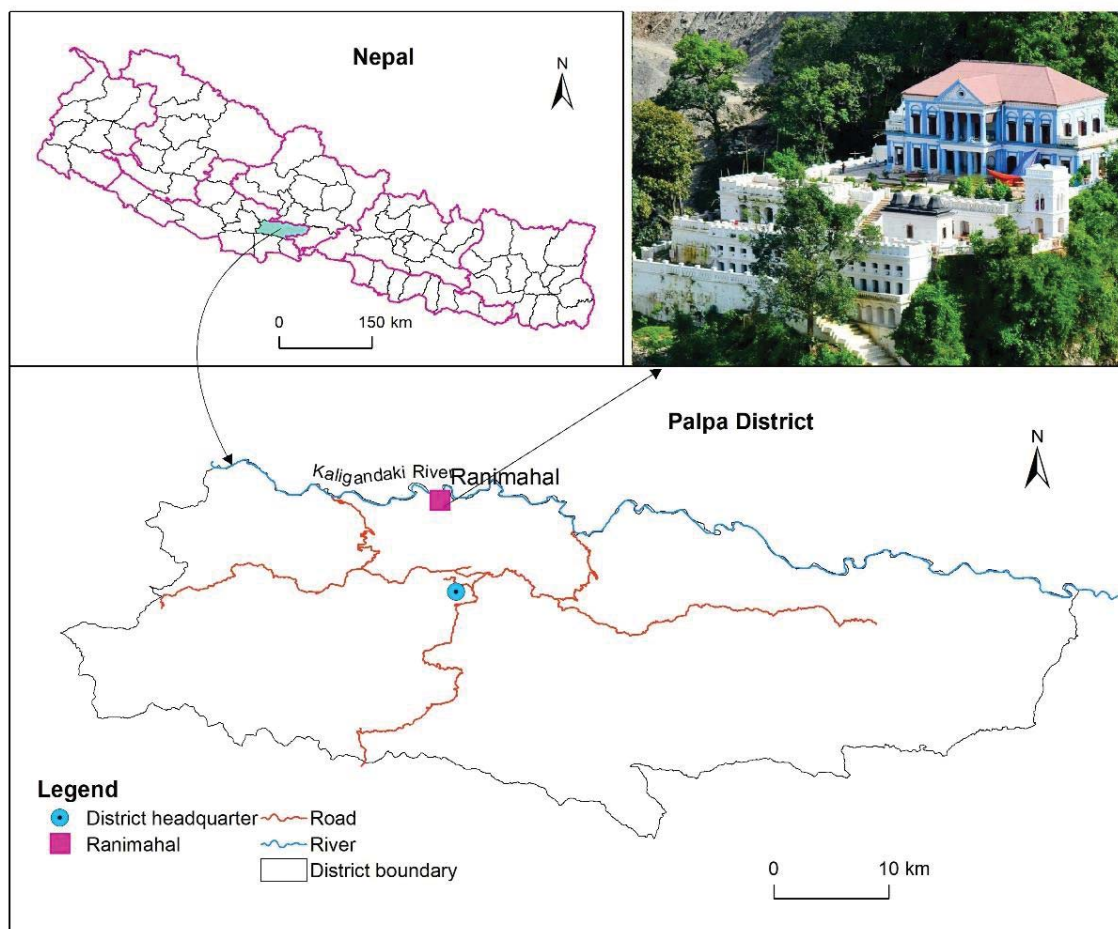 Nepal
N
0 150 km
Palpa District
N
Kaligandaki River
Ranimahal
Legend
District headquarter
Road
Ranimahal
River
District boundary
0 10 km